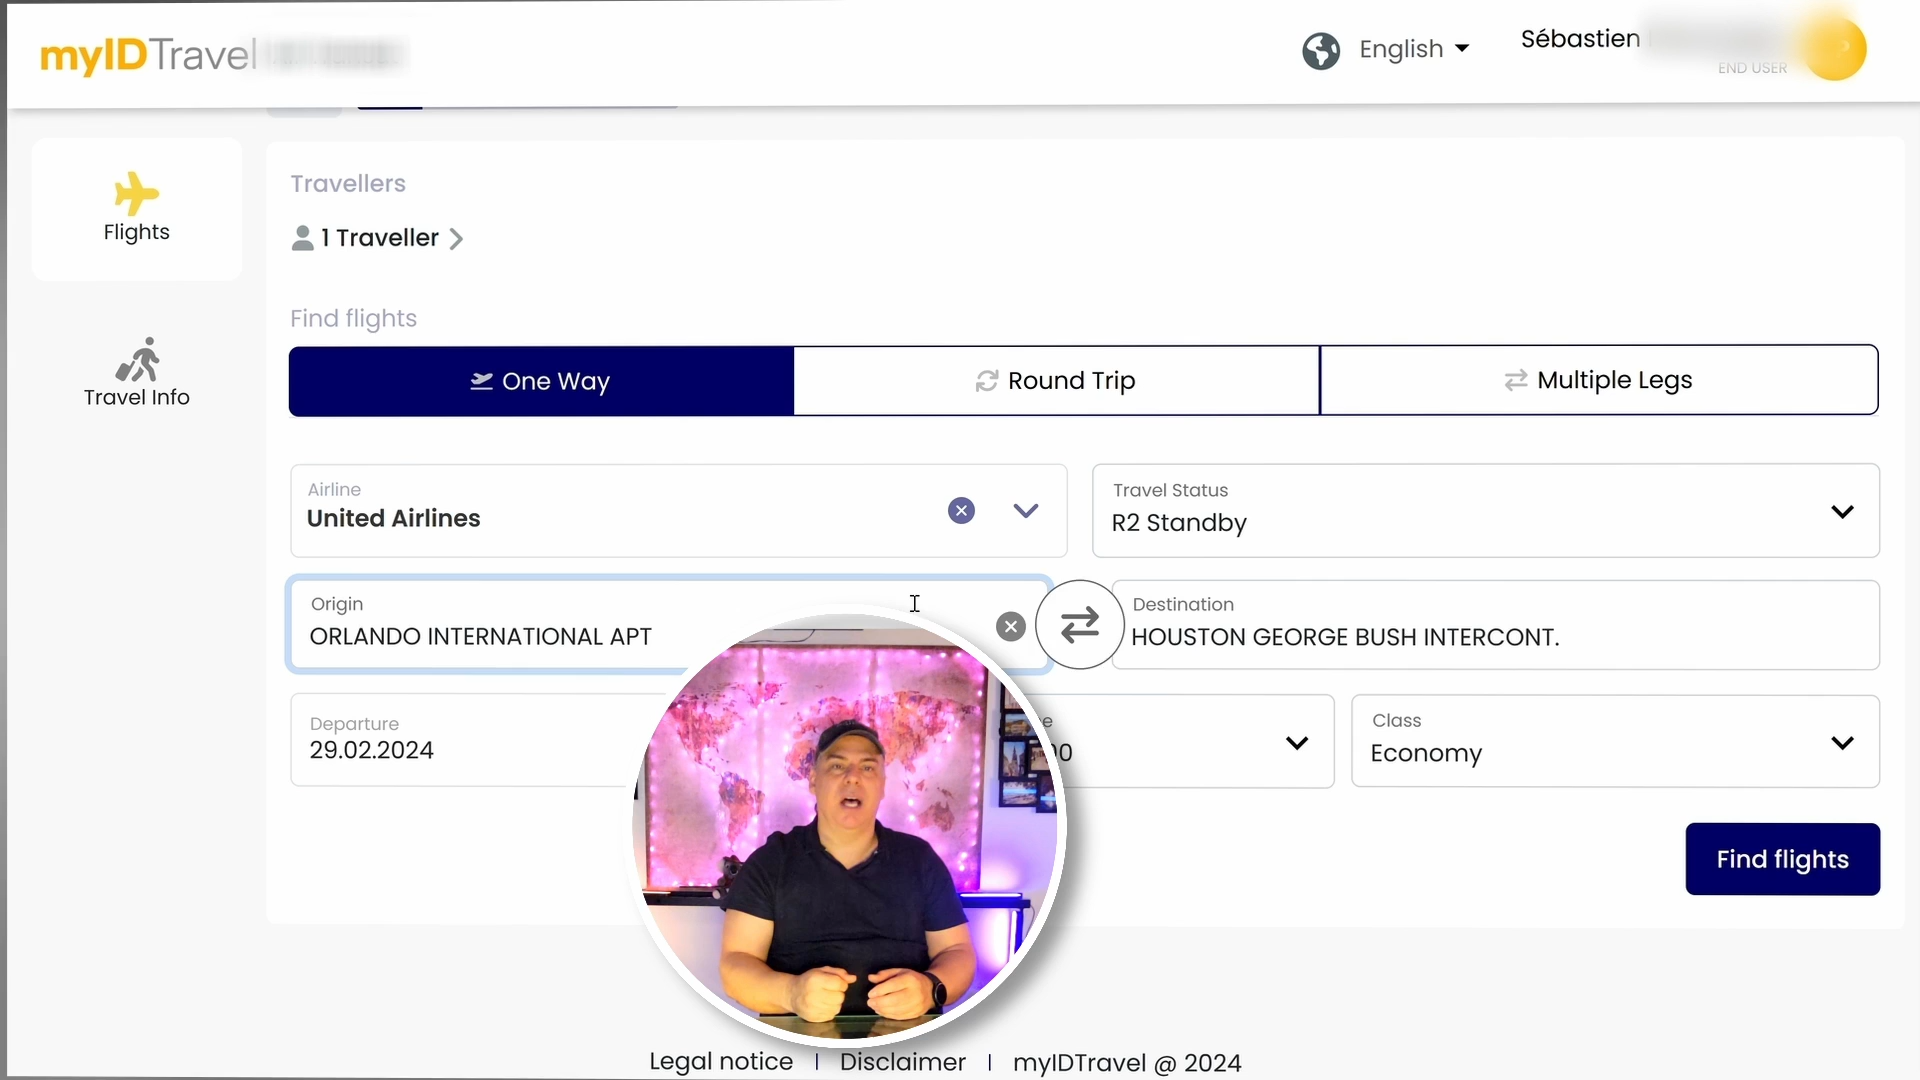 myIDTravel
English
Sébastien
END USER
Flights
Travel Info
Travellers
1 Traveller
Find flights
One Way
Round Trip
Multiple Legs
Airline
United Airlines
Travel Status
R2 Standby
Origin
ORLANDO INTERNATIONAL APT
Destination
HOUSTON GEORGE BUSH INTERCONT.
Departure
29.02.2024
Class
Economy
Find flights
Legal notice | Disclaimer | myIDTravel @ 2024